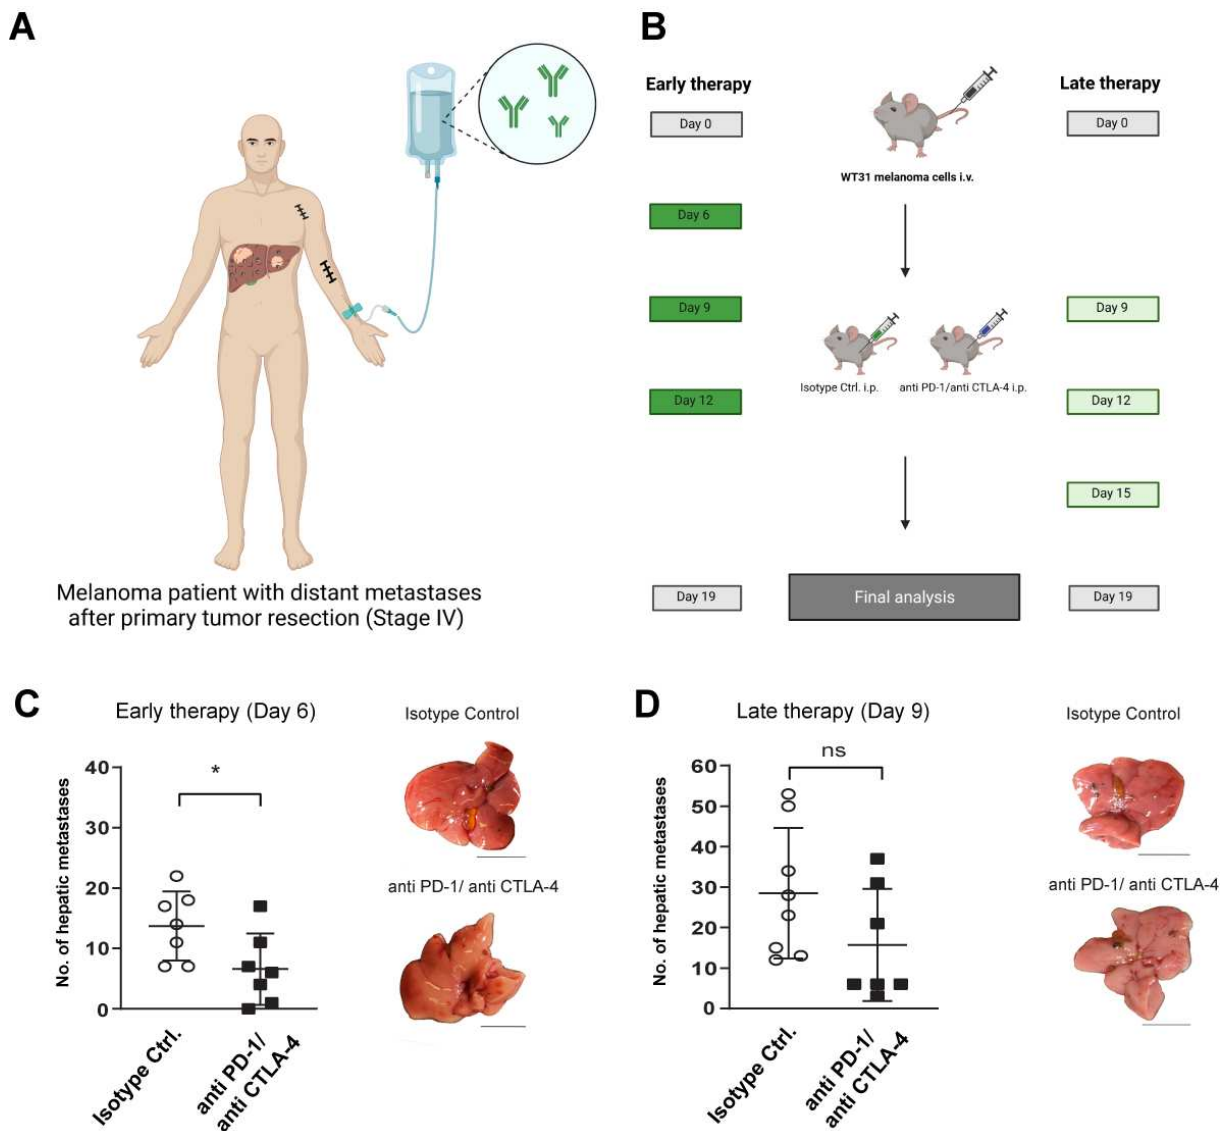 A
Melanoma patient with distant metastases
after primary tumor resection (Stage IV)
B
Early therapy
Late therapy
Day 0
Day 0
WT31 melanoma cells i.v.
Day 6
Day 9
Day 9
Isotype Ctrl. i.p.
anti PD-1/anti CTLA-4 i.p.
Day 12
Day 12
Day 15
Day 19
Final analysis
Day 19
C
Early therapy (Day 6)
Isotype Control
No. of hepatic metastases
40
30
20
10
0
*
anti PD-1/ anti CTLA-4
Isotype Ctrl.
anti PD-1/
anti CTLA-4
D
Late therapy (Day 9)
Isotype Control
No. of hepatic metastases
60
50
40
30
20
10
0
ns
anti PD-1/ anti CTLA-4
Isotype Ctrl.
anti PD-1/
anti CTLA-4